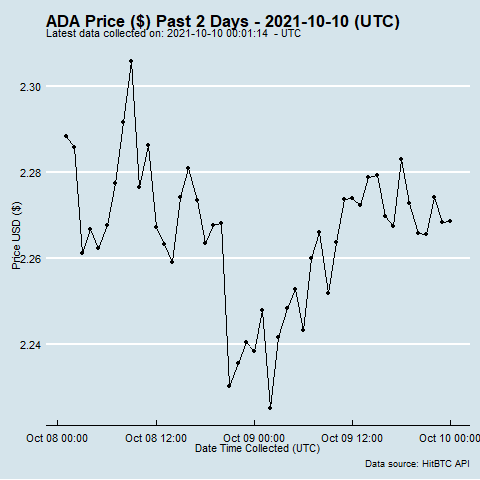 ADA Price ($) Past 2 Days - 2021-10-10 (UTC)
Latest data collected on: 2021-10-10 00:01:14 - UTC
2.30
2.28
2.26
2.24
Price USD ($)
Oct 08 00:00 Oct 08 12:00 Oct 09 00:00 Oct 09 12:00 Oct 10 00:00
Date Time Collected (UTC)
Data source: HitBTC API